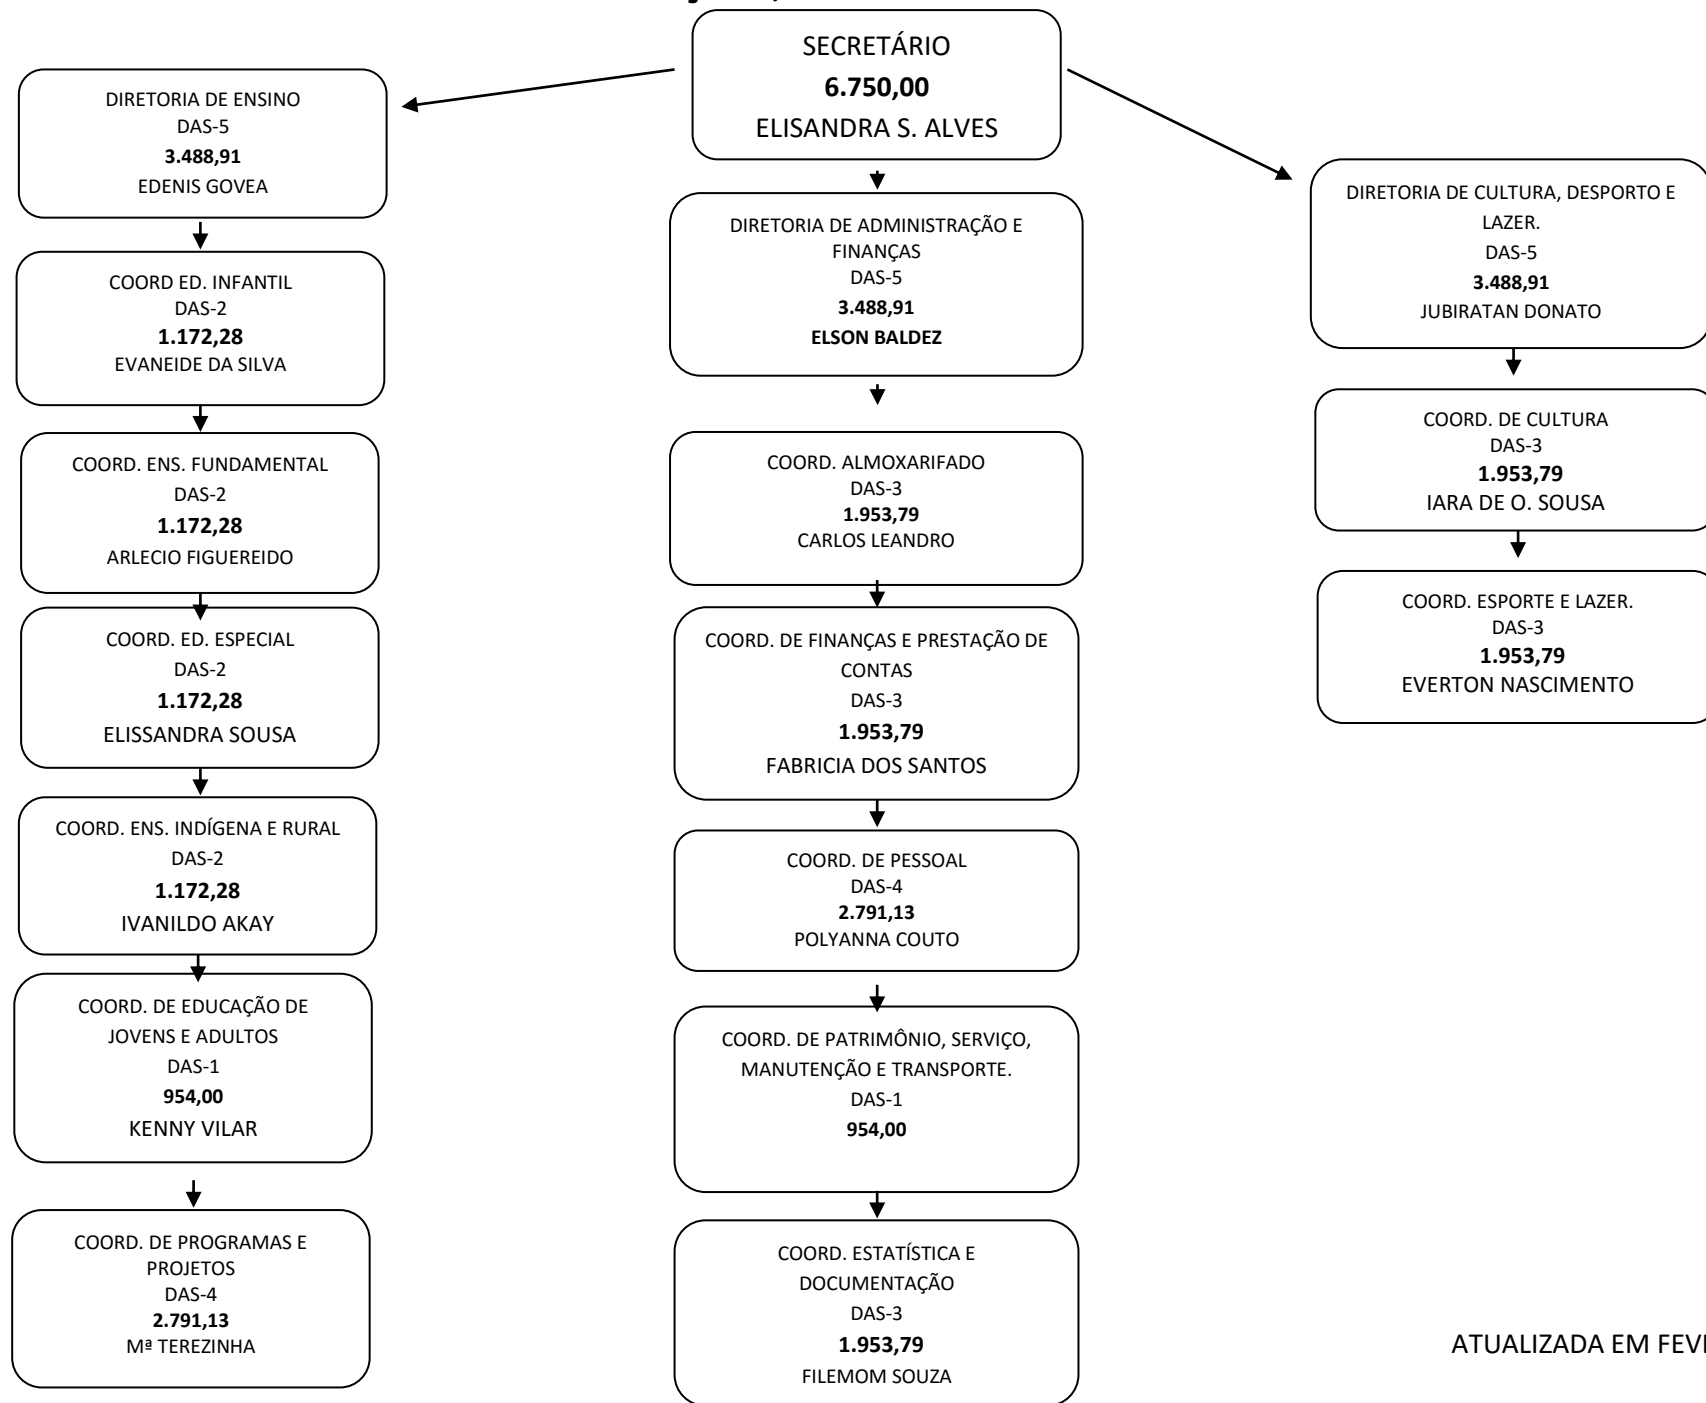 SECRETÁRIO
6.750,00
ELISANDRA S. ALVES
DIRETORIA DE ENSINO
DAS-5
3.488,91
EDENIS GOVEA
COORD ED. INFANTIL
DAS-2
1.172,28
EVANEIDE DA SILVA
COORD. ENS. FUNDAMENTAL
DAS-2
1.172,28
ARLECIO FIGUEREIDO
COORD. ED. ESPECIAL
DAS-2
1.172,28
ELISSANDRA SOUSA
COORD. ENS. INDÍGENA E RURAL
DAS-2
1.172,28
IVANILDO AKAY
COORD. DE EDUCAÇÃO DE
JOVENS E ADULTOS
DAS-1
954,00
KENNY VILAR
COORD. DE PROGRAMAS E
PROJETOS
DAS-4
2.791,13
Mª TEREZINHA
DIRETORIA DE ADMINISTRAÇÃO E
FINANÇAS
DAS-5
3.488,91
ELSON BALDEZ
COORD. ALMOXARIFADO
DAS-3
1.953,79
CARLOS LEANDRO
COORD. DE FINANÇAS E PRESTAÇÃO DE
CONTAS
DAS-3
1.953,79
FABRICIA DOS SANTOS
COORD. DE PESSOAL
DAS-4
2.791,13
POLYANNA COUTO
COORD. DE PATRIMÔNIO, SERVIÇO,
MANUTENÇÃO E TRANSPORTE.
DAS-1
954,00
COORD. ESTATÍSTICA E
DOCUMENTAÇÃO
DAS-3
1.953,79
FILEMOM SOUZA
DIRETORIA DE CULTURA, DESPORTO E
LAZER.
DAS-5
3.488,91
JUBIRATAN DONATO
COORD. DE CULTURA
DAS-3
1.953,79
IARA DE O. SOUSA
COORD. ESPORTE E LAZER.
DAS-3
1.953,79
EVERTON NASCIMENTO
ATUALIZADA EM